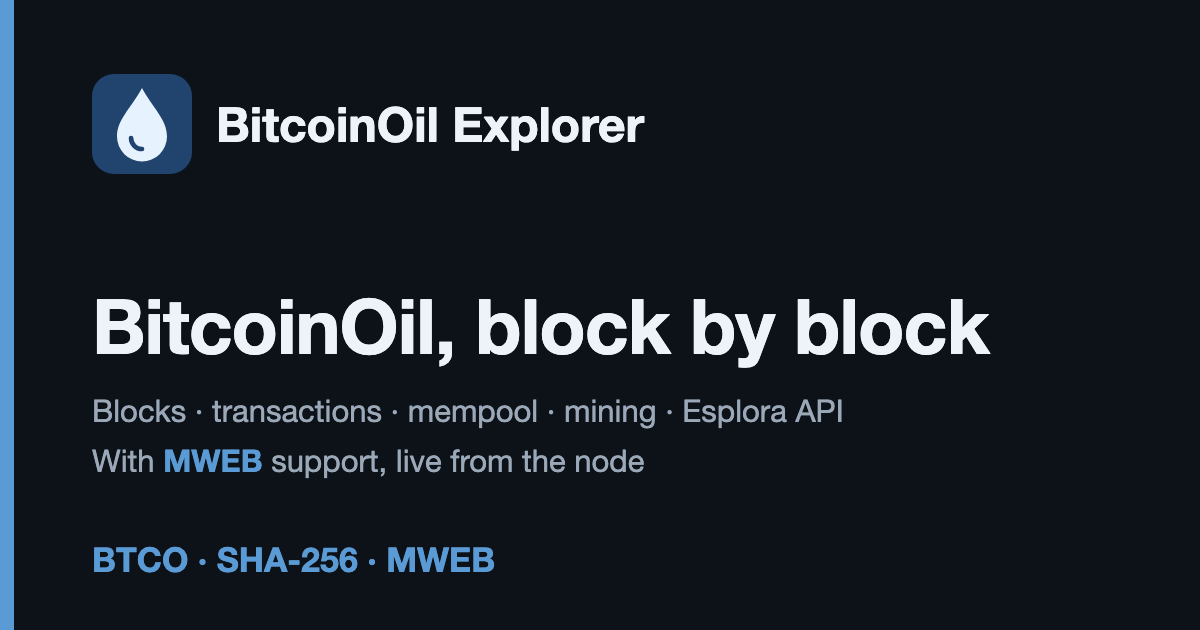 BitcoinOil Explorer
BitcoinOil, block by block
Blocks · transactions · mempool · mining · Esplora API
With MWEB support, live from the node
BTCO · SHA-256 · MWEB